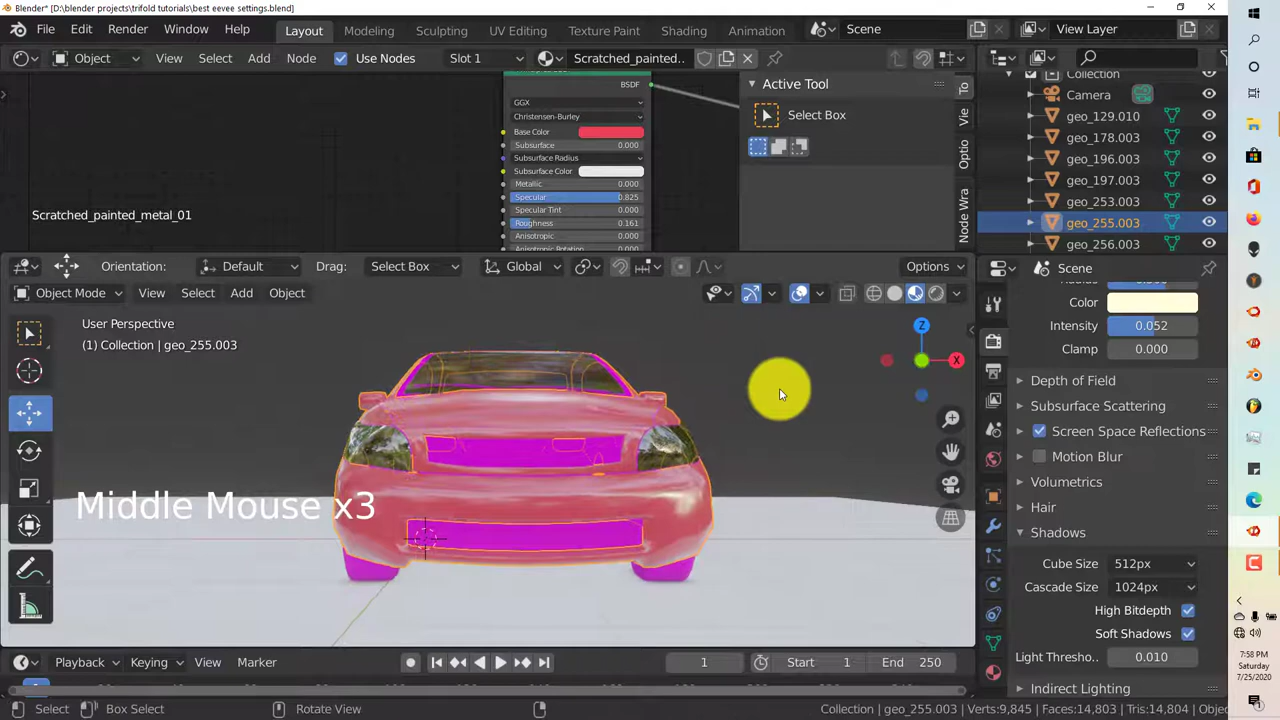 Blender* [D:\blender projects\trifold tutorials\best eevee settings.blend]
File Edit Render Window Help Layout Modeling Sculpting UV Editing Texture Paint Shading Animation Scene View Layer
Object View Select Add Node Use Nodes Slot 1 Scratched_painted..
BSDF
GGX
Christensen-Burley
Base Color
Subsurface 0.000
Subsurface Radius
Subsurface Color
Metallic 0.000
Specular 0.825
Specular Tint 0.000
Roughness 0.161
Anisotropic 0.000
Anisotropic Rotation 0.000
Scratched_painted_metal_01
Active Tool
Select Box
To
Vie
Optio
Node Wra
Collection
Camera
geo_129.010
geo_178.003
geo_196.003
geo_197.003
geo_253.003
geo_255.003
geo_256.003
Orientation: Default Drag: Select Box Global Options
Object Mode View Select Add Object
User Perspective
(1) Collection | geo_255.003
Z
X
Middle Mouse x3
Scene
Color
Intensity 0.052
Clamp 0.000
Depth of Field
Subsurface Scattering
Screen Space Reflections
Motion Blur
Volumetrics
Hair
Shadows
Cube Size 512px
Cascade Size 1024px
High Bitdepth
Soft Shadows
Light Thresho.. 0.010
Indirect Lighting
Playback Keying View Marker 1 Start 1 End 250
Select Box Select Rotate View Collection | geo_255.003 | Verts:9,845 | Faces:14,803 | Tris:14,804 | Objec
7:58 PM
Saturday
7/25/2020